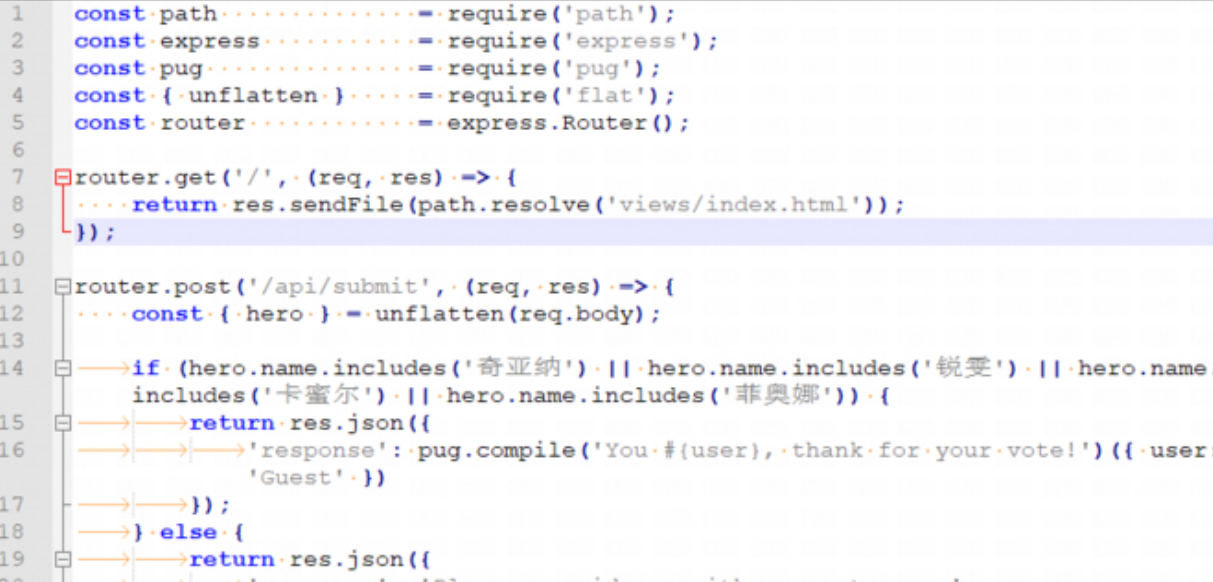 1 const path = require('path');
2 const express = require('express');
3 const pug = require('pug');
4 const { unflatten } = require('flat');
5 const router = express.Router();
6
7 router.get('/', (req, res) => {
8 return res.sendFile(path.resolve('views/index.html'));
9 });
10
11 router.post('/api/submit', (req, res) => {
12 const { hero } = unflatten(req.body);
13
14 if (hero.name.includes('奇亚纳') || hero.name.includes('锐雯') || hero.name.
includes('卡蜜尔') || hero.name.includes('菲奥娜')) {
15 return res.json({
16 'response': pug.compile('You #{user}, thank for your vote!')({ user:
'Guest' })
17 });
18 } else {
19 return res.json({